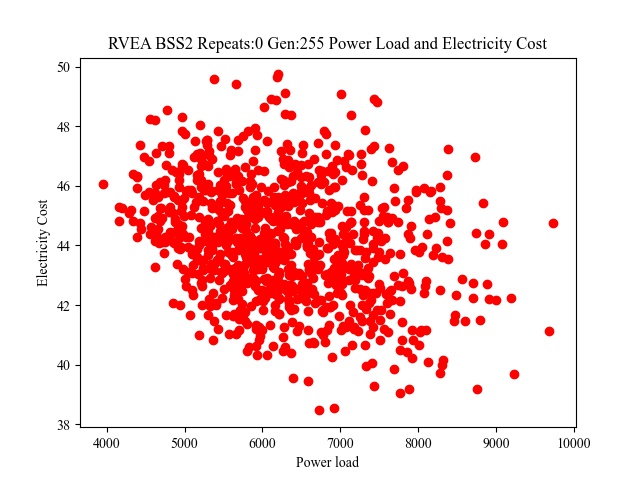 RVEA BSS2 Repeats:0 Gen:255 Power Load and Electricity Cost
50
48
46
44
42
40
38
Electricity Cost
4000 5000 6000 7000 8000 9000 10000
Power load